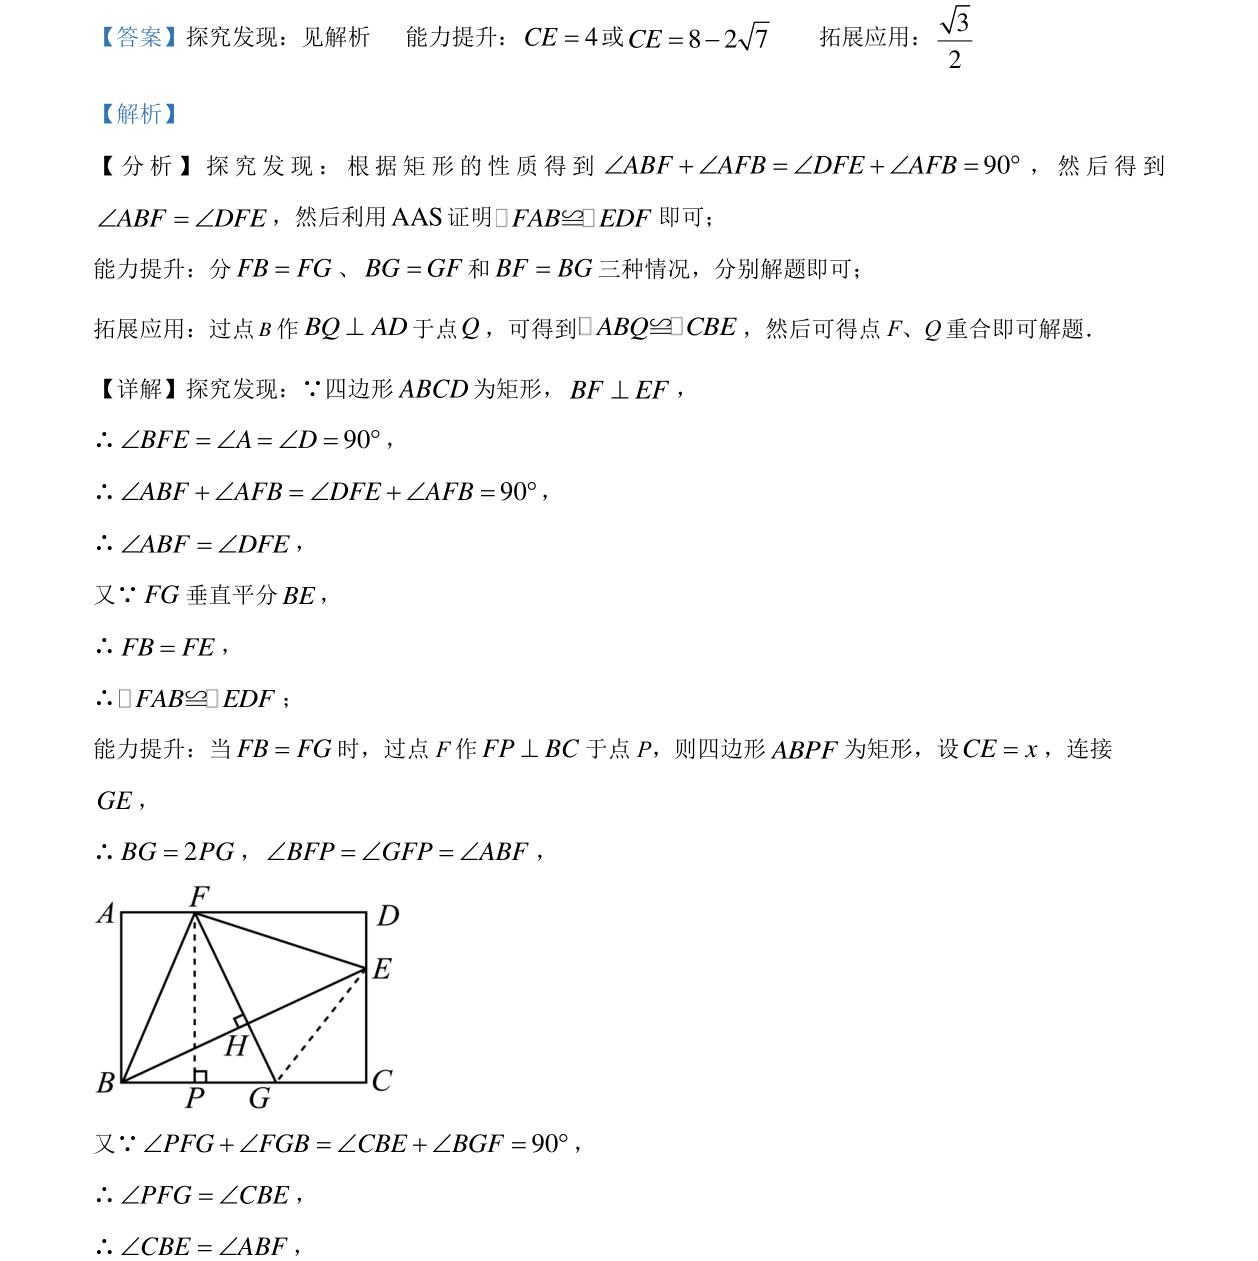 【答案】探究发现：见解析 能力提升：CE = 4或CE = 8 − 2√7 拓展应用：√3/2
【解析】
【分析】探究发现：根据矩形的性质得到∠ABF + ∠AFB = ∠DFE + ∠AFB = 90°，然后得到
∠ABF = ∠DFE，然后利用AAS证明□FAB≌□EDF即可；
能力提升：分FB = FG、BG = GF和BF = BG三种情况，分别解题即可；
拓展应用：过点B作BQ ⊥ AD于点Q，可得到□ABQ≌□CBE，然后可得点F、Q重合即可解题．
【详解】探究发现：∵四边形ABCD为矩形，BF ⊥ EF，
∴∠BFE = ∠A = ∠D = 90°，
∴∠ABF + ∠AFB = ∠DFE + ∠AFB = 90°，
∴∠ABF = ∠DFE，
又∵FG垂直平分BE，
∴FB = FE，
∴□FAB≌□EDF；
能力提升：当FB = FG时，过点F作FP ⊥ BC于点P，则四边形ABPF为矩形，设CE = x，连接
GE，
∴BG = 2PG，∠BFP = ∠GFP = ∠ABF，
F
A D
E
H
B C
P G
又∵∠PFG + ∠FGB = ∠CBE + ∠BGF = 90°，
∴∠PFG = ∠CBE，
∴∠CBE = ∠ABF，